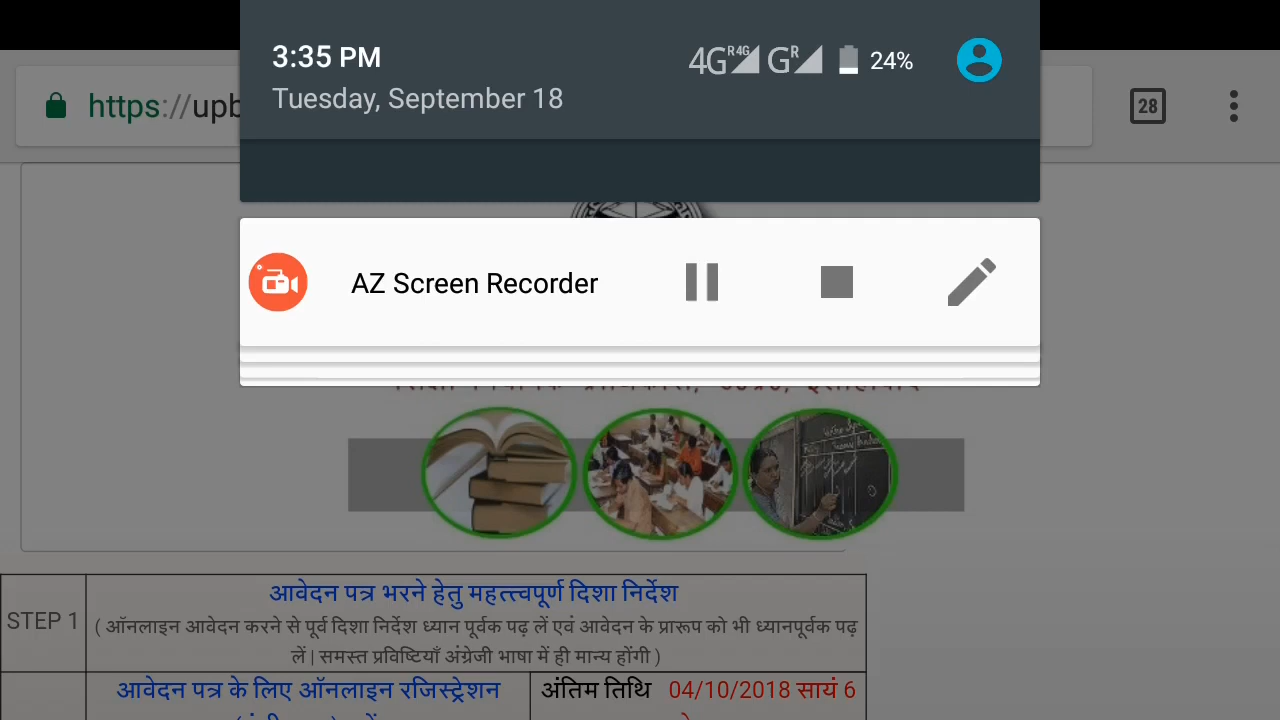 3:35 PM
4G R4G G R 24%
Tuesday, September 18
https://upb
28
AZ Screen Recorder
आवेदन पत्र भरने हेतु महत्त्वपूर्ण दिशा निर्देश
STEP 1
( ऑनलाइन आवेदन करने से पूर्व दिशा निर्देश ध्यान पूर्वक पढ़ लें एवं आवेदन के प्रारूप को भी ध्यानपूर्वक पढ़
लें | समस्त प्रविष्टियाँ अंग्रेजी भाषा में ही मान्य होंगी )
आवेदन पत्र के लिए ऑनलाइन रजिस्ट्रेशन
अंतिम तिथि 04/10/2018 सायं 6